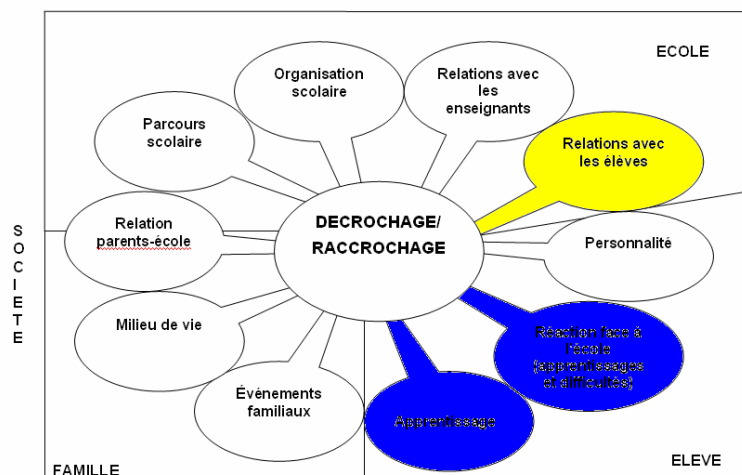 ECOLE
Organisation
scolaire
Relations avec
les
enseignants
Parcours
scolaire
Relations avec
les élèves
DECROCHAGE/
RACCROCHAGE
Relation
parents-école
Personnalité
S
O
C
I
E
T
E
Milieu de vie
Réaction face à
l'école
(apprentissages
et difficultés)
Événements
familiaux
Apprentissage
FAMILLE
ELEVE